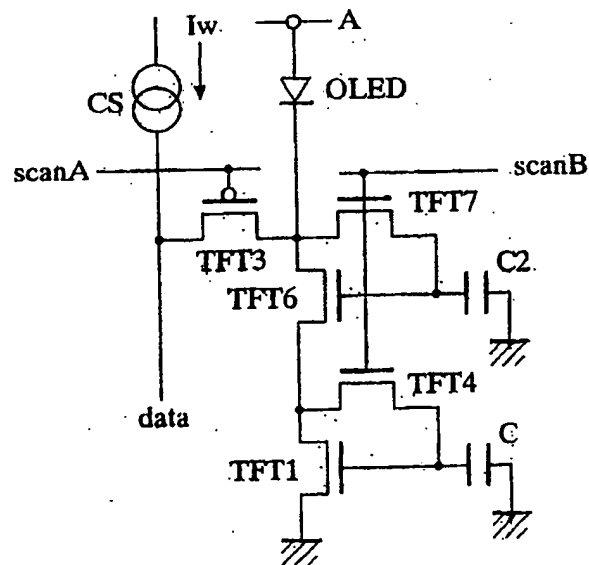 Iw
A
CS
OLED
scanA
scanB
TFT7
TFT3
C2
TFT6
TFT4
data
C
TFT1